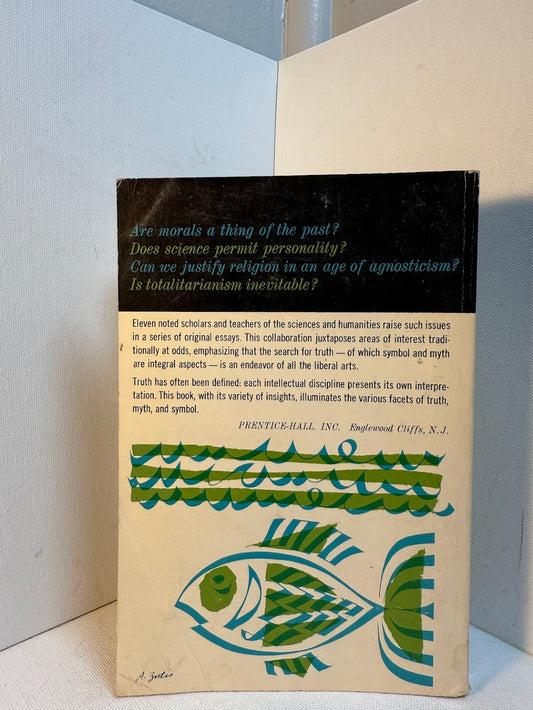 Are morals a thing of the past?
Does science permit personality?
Can we justify religion in an age of agnosticism?
Is totalitarianism inevitable?
Eleven noted scholars and teachers of the sciences and humanities raise such issues
in a series of original essays. This collaboration juxtaposes areas of interest tradi-
tionally at odds, emphasizing that the search for truth — of which symbol and myth
are integral aspects — is an endeavor of all the liberal arts.
Truth has often been defined: each intellectual discipline presents its own interpre-
tation. This book, with its variety of insights, illuminates the various facets of truth,
myth, and symbol.
PRENTICE-HALL. INC. Englewood Cliffs, N.J.
A. Zutis